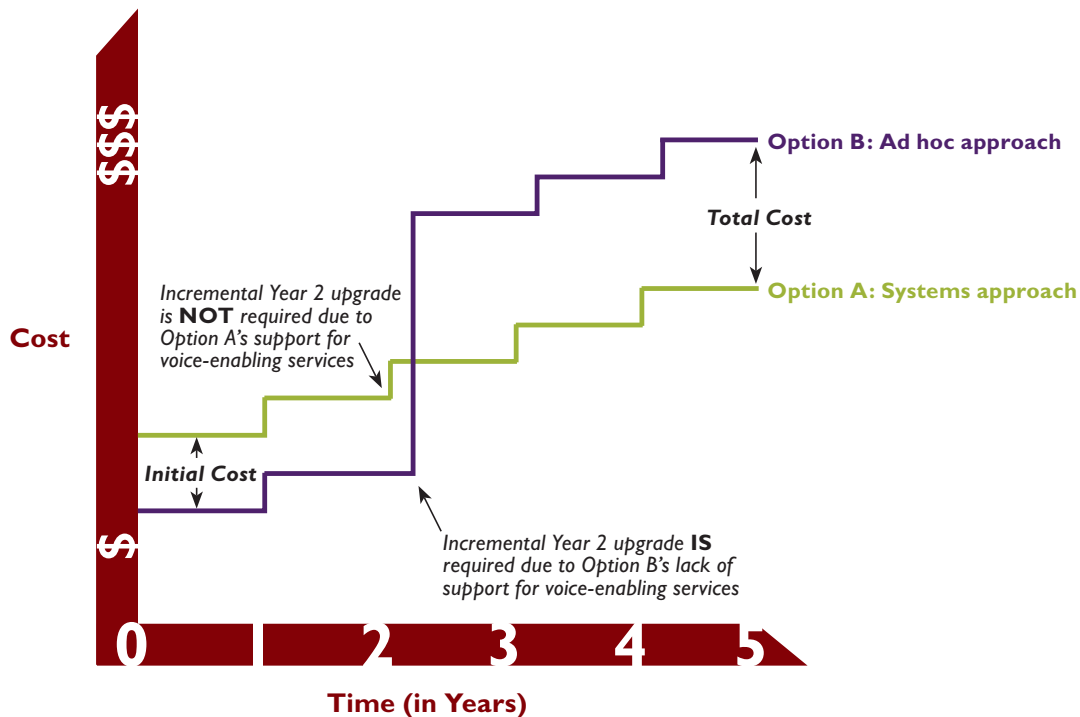 $$$
Option B: Ad hoc approach
Total Cost
Incremental Year 2 upgrade
is NOT required due to
Option A's support for
voice-enabling services
Option A: Systems approach
Cost
Initial Cost
$
Incremental Year 2 upgrade IS
required due to Option B's lack of
support for voice-enabling services
0 1 2 3 4 5
Time (in Years)